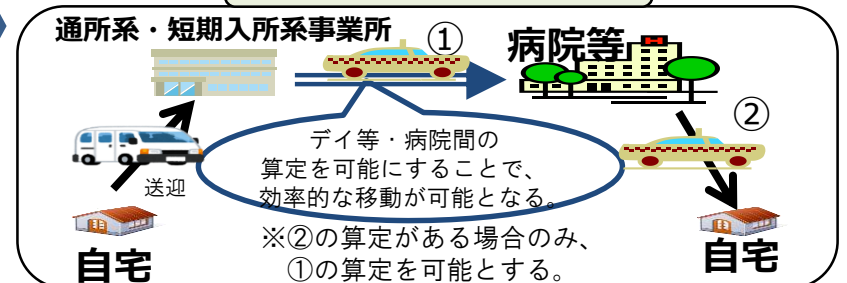 通所系・短期入所系事業所
①
病院等
②
デイ等・病院間の
算定を可能にすることで、
効率的な移動が可能となる。
送迎
自宅
※②の算定がある場合のみ、
①の算定を可能とする。
自宅